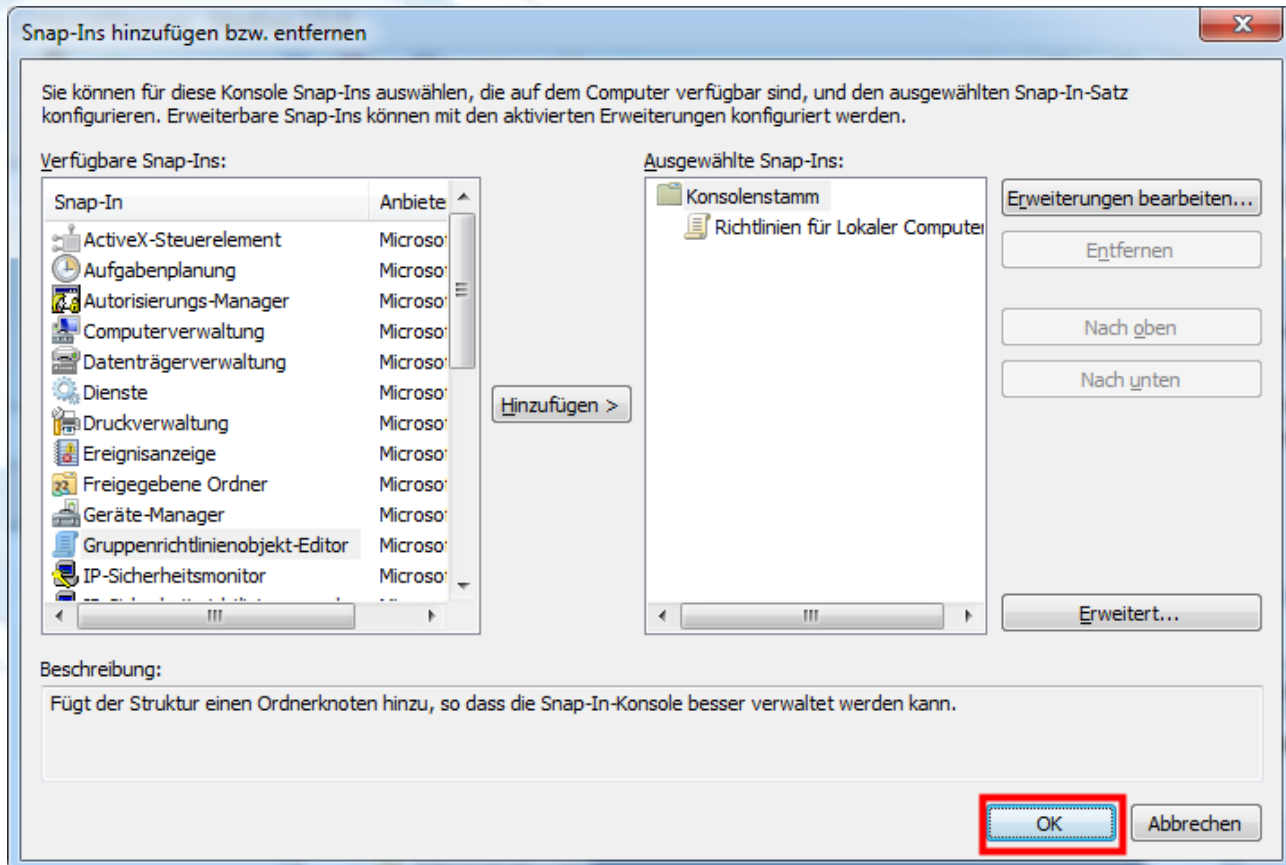 Snap-Ins hinzufügen bzw. entfernen
Sie können für diese Konsole Snap-Ins auswählen, die auf dem Computer verfügbar sind, und den ausgewählten Snap-In-Satz
konfigurieren. Erweiterbare Snap-Ins können mit den aktivierten Erweiterungen konfiguriert werden.
Verfügbare Snap-Ins:
Snap-In Anbiete
ActiveX-Steuerelement Microso
Aufgabenplanung Microso
Autorisierungs-Manager Microso
Computerverwaltung Microso
Datenträgerverwaltung Microso
Dienste Microso
Druckverwaltung Microso
Ereignisanzeige Microso
Freigegebene Ordner Microso
Geräte-Manager Microso
Gruppenrichtlinienobjekt-Editor Microso
IP-Sicherheitsmonitor Microso
Hinzufügen >
Ausgewählte Snap-Ins:
Konsolenstamm
Richtlinien für Lokaler Computer
Erweiterungen bearbeiten...
Entfernen
Nach oben
Nach unten
Erweitert...
Beschreibung:
Fügt der Struktur einen Ordnerknoten hinzu, so dass die Snap-In-Konsole besser verwaltet werden kann.
OK
Abbrechen